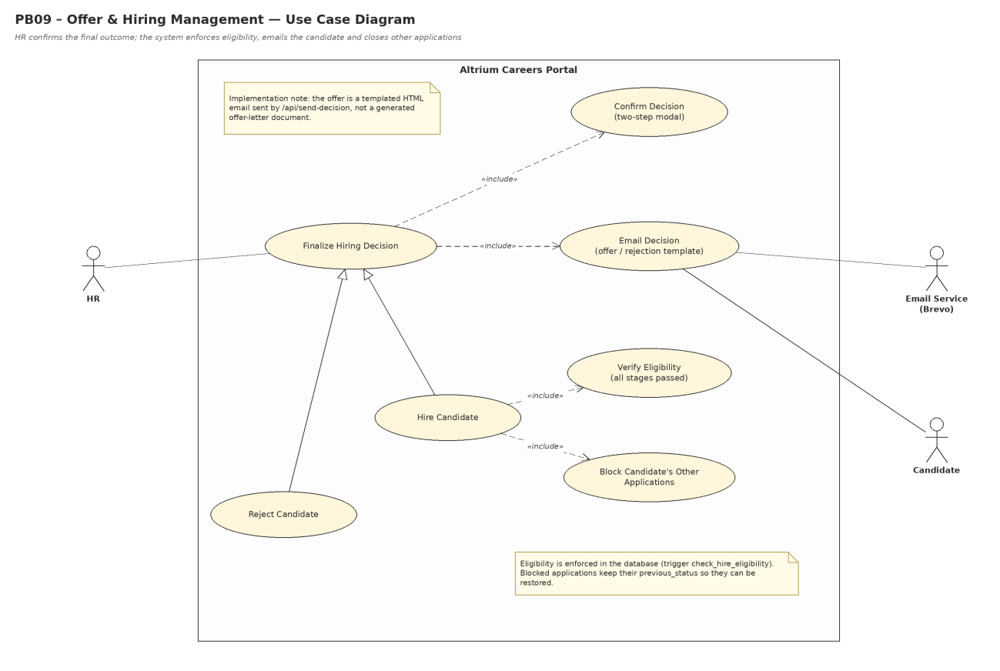 PB09 – Offer & Hiring Management — Use Case Diagram
HR confirms the final outcome; the system enforces eligibility, emails the candidate and closes other applications
Altrium Careers Portal
Implementation note: the offer is a templated HTML
email sent by /api/send-decision, not a generated
offer-letter document.
Confirm Decision
(two-step modal)
«include»
Finalize Hiring Decision
«include»
Email Decision
(offer / rejection template)
HR
Email Service
(Brevo)
Verify Eligibility
(all stages passed)
«include»
Hire Candidate
«include»
Block Candidate's Other
Applications
Candidate
Reject Candidate
Eligibility is enforced in the database (trigger check_hire_eligibility).
Blocked applications keep their previous_status so they can be
restored.